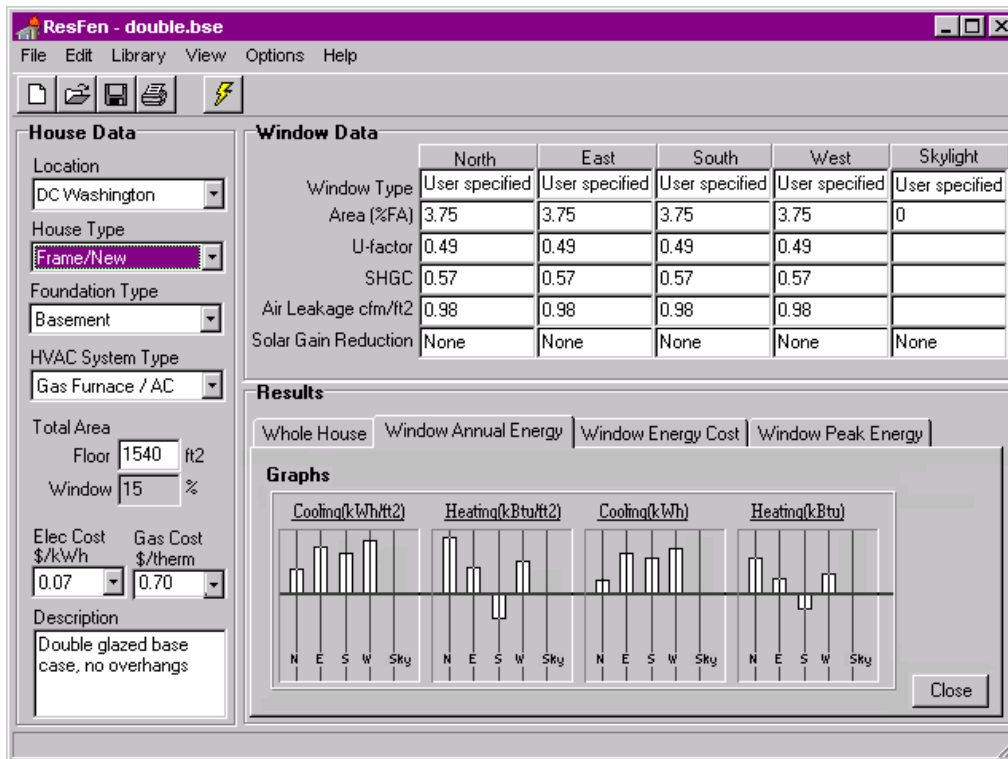 ResFen - double.bse
File Edit Library View Options Help
House Data
Location
DC Washington
House Type
Frame/New
Foundation Type
Basement
HVAC System Type
Gas Furnace / AC
Total Area
Floor 1540 ft2
Window 15 %
Elec Cost Gas Cost
$/kWh $/therm
0.07 0.70
Description
Double glazed base
case, no overhangs
Window Data
North East South West Skylight
Window Type User specified User specified User specified User specified User specified
Area (%FA) 3.75 3.75 3.75 3.75 0
U-factor 0.49 0.49 0.49 0.49
SHGC 0.57 0.57 0.57 0.57
Air Leakage cfm/ft2 0.98 0.98 0.98 0.98
Solar Gain Reduction None None None None None
Results
Whole House Window Annual Energy Window Energy Cost Window Peak Energy
Graphs
Cooling(kWh/ft2) Heating(kBtu/ft2) Cooling(kWh) Heating(kBtu)
N E S W Sky N E S W Sky N E S W Sky N E S W Sky
Close